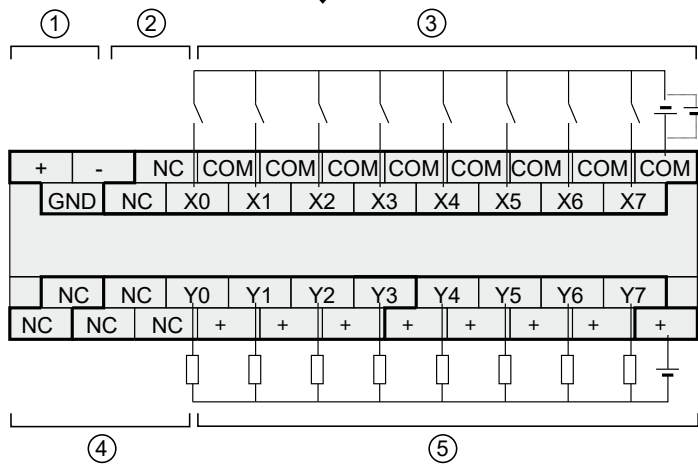 ① ② ③
+ - NC COM COM COM COM COM COM COM COM
GND NC X0 X1 X2 X3 X4 X5 X6 X7
NC NC Y0 Y1 Y2 Y3 Y4 Y5 Y6 Y7
NC NC NC + + + + + + + +
④ ⑤